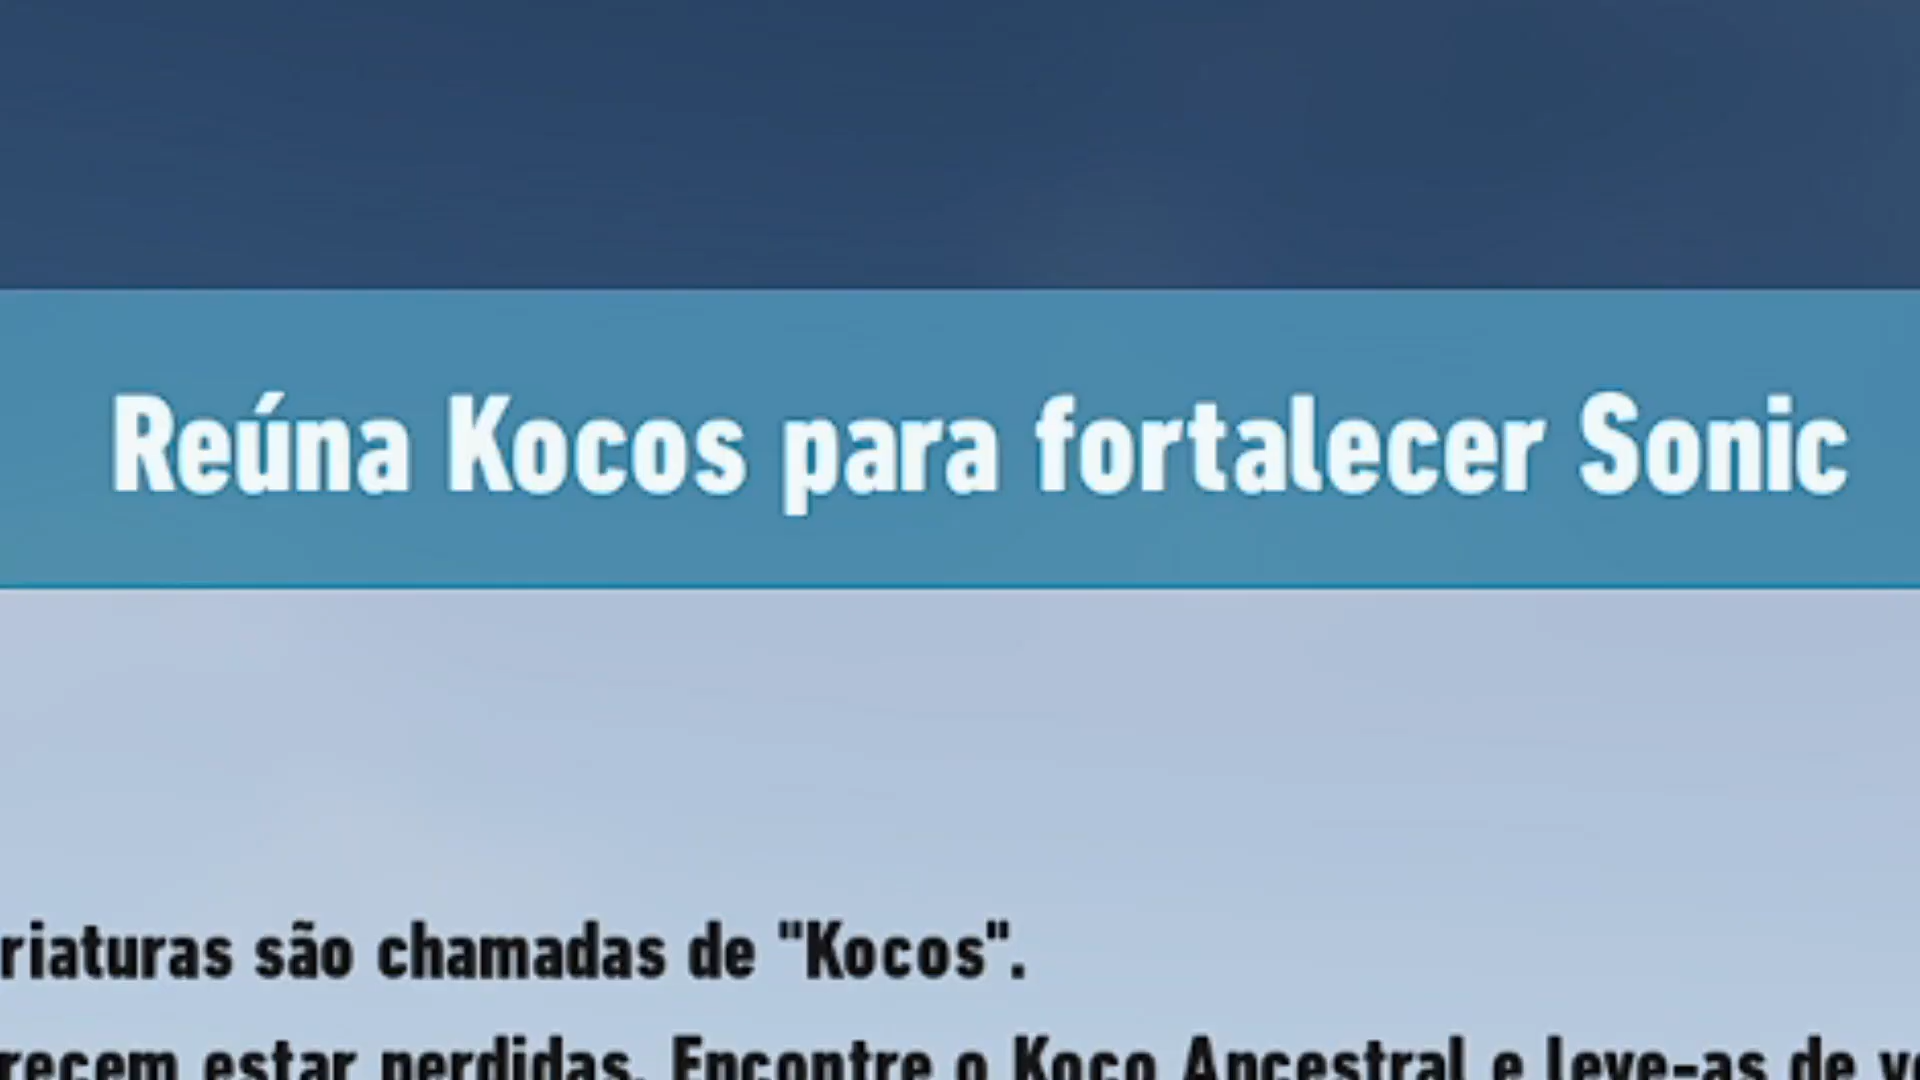 Reúna Kocos para fortalecer Sonic
riaturas são chamadas de "Kocos".
recem estar perdidas. Encontre o Koco Ancestral e leve-as de